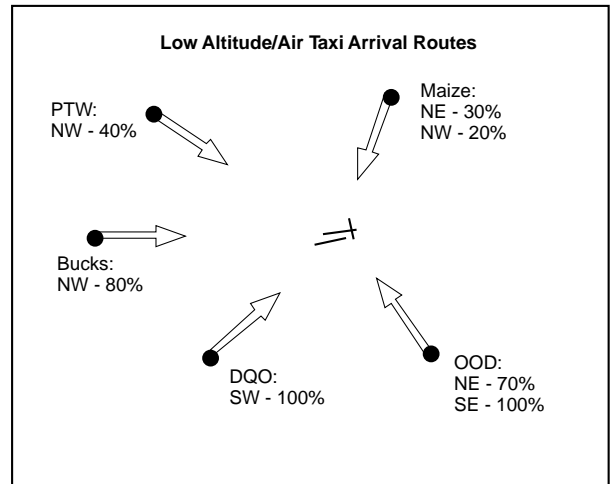 Low Altitude/Air Taxi Arrival Routes
PTW:
NW - 40%
Maize:
NE - 30%
NW - 20%
Bucks:
NW - 80%
DQO:
SW - 100%
OOD:
NE - 70%
SE - 100%